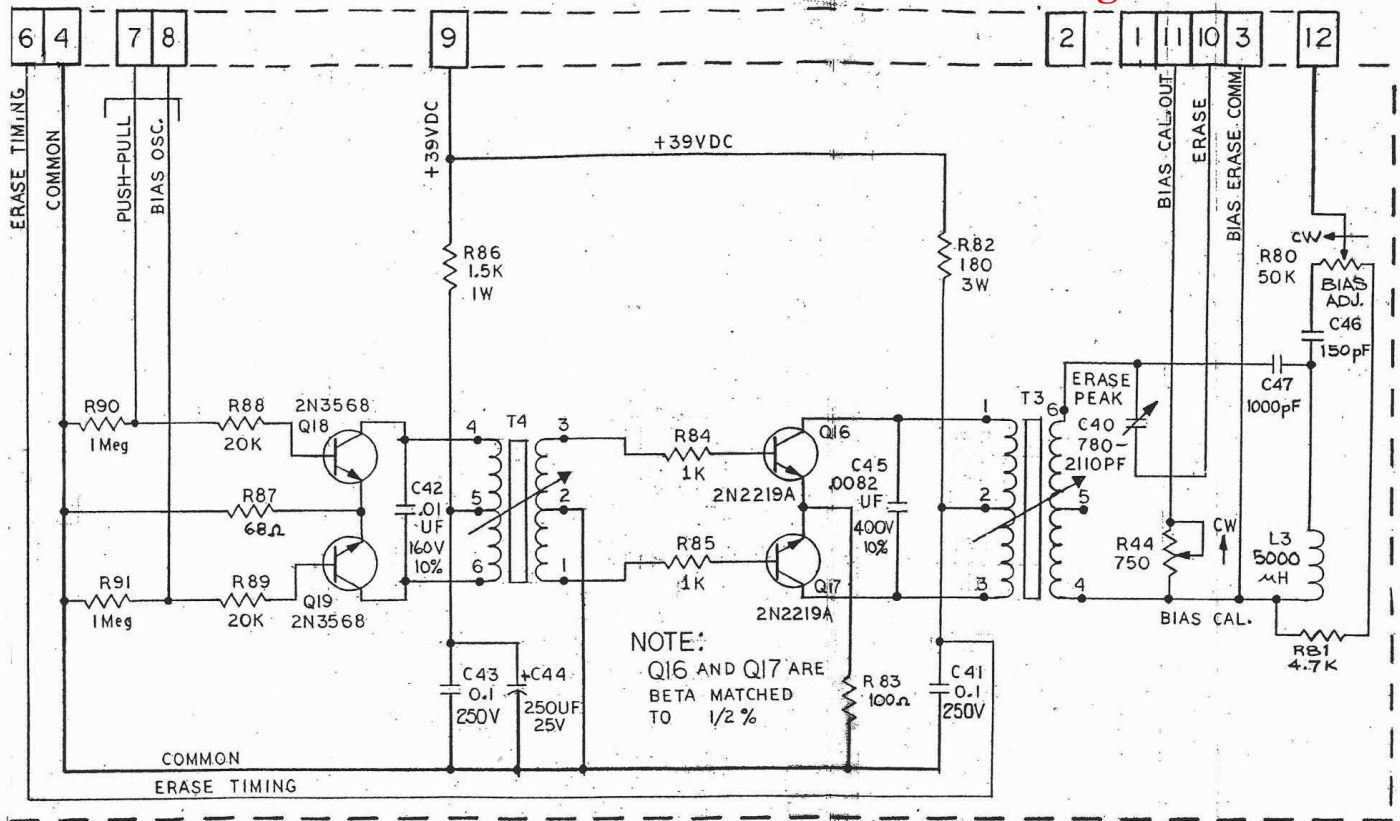 6 4 7 8 9 2 1 11 10 3 12
ERASE TIMING
COMMON
PUSH-PULL
BIAS OSC.
+39VDC
+39VDC
BIAS CAL. OUT
ERASE
BIAS ERASE COMM.
R86
1.5K
1W
R82
180
3W
CW
R80
50K
BIAS
ADJ.
C46
150pF
C47
1000pF
R90
1Meg
R88
20K
2N3568
Q18
R87
68Ω
R91
1Meg
R89
20K
Q19
2N3568
C42
.01
UF
160V
10%
4
5
6
T4
3
2
1
R84
1K
R85
1K
Q16
2N2219A
Q17
2N2219A
C45
.0082
UF
400V
10%
1
2
3
T3
6
5
4
ERASE
PEAK
C40
780-
2110PF
R44
750
CW
BIAS CAL.
L3
5000
μH
R81
4.7K
C43
0.1
250V
+C44
250UF
25V
NOTE:
Q16 AND Q17 ARE
BETA MATCHED
TO 1/2 %
R83
100Ω
C41
0.1
250V
COMMON
ERASE TIMING